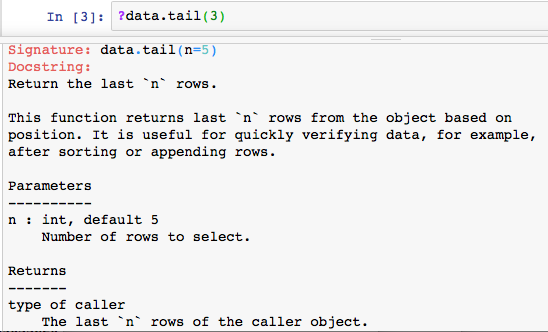 In [3]: ?data.tail(3)
Signature: data.tail(n=5)
Docstring:
Return the last `n` rows.
This function returns last `n` rows from the object based on
position. It is useful for quickly verifying data, for example,
after sorting or appending rows.
Parameters
----------
n : int, default 5
Number of rows to select.
Returns
-------
type of caller
The last `n` rows of the caller object.